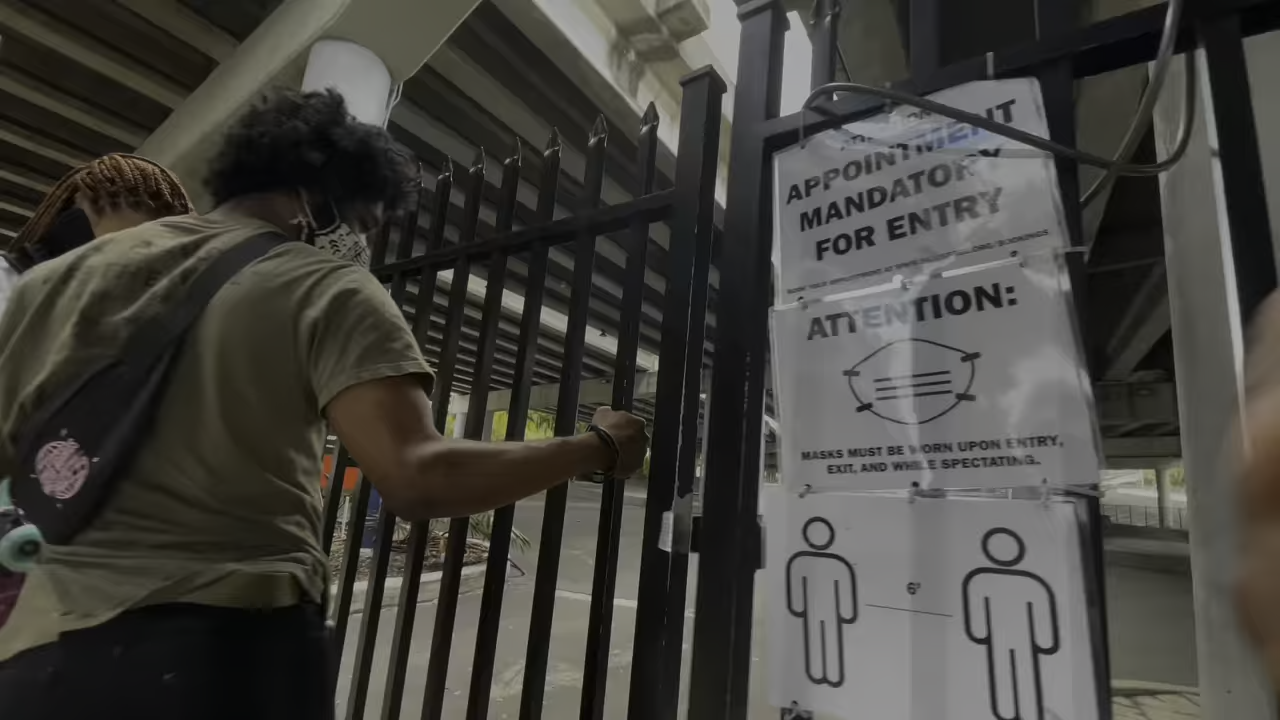 APPOINTMENT
MANDATORY
FOR ENTRY
ATTENTION:
MASKS MUST BE WORN UPON ENTRY,
EXIT, AND WHILE SPECTATING.
6'